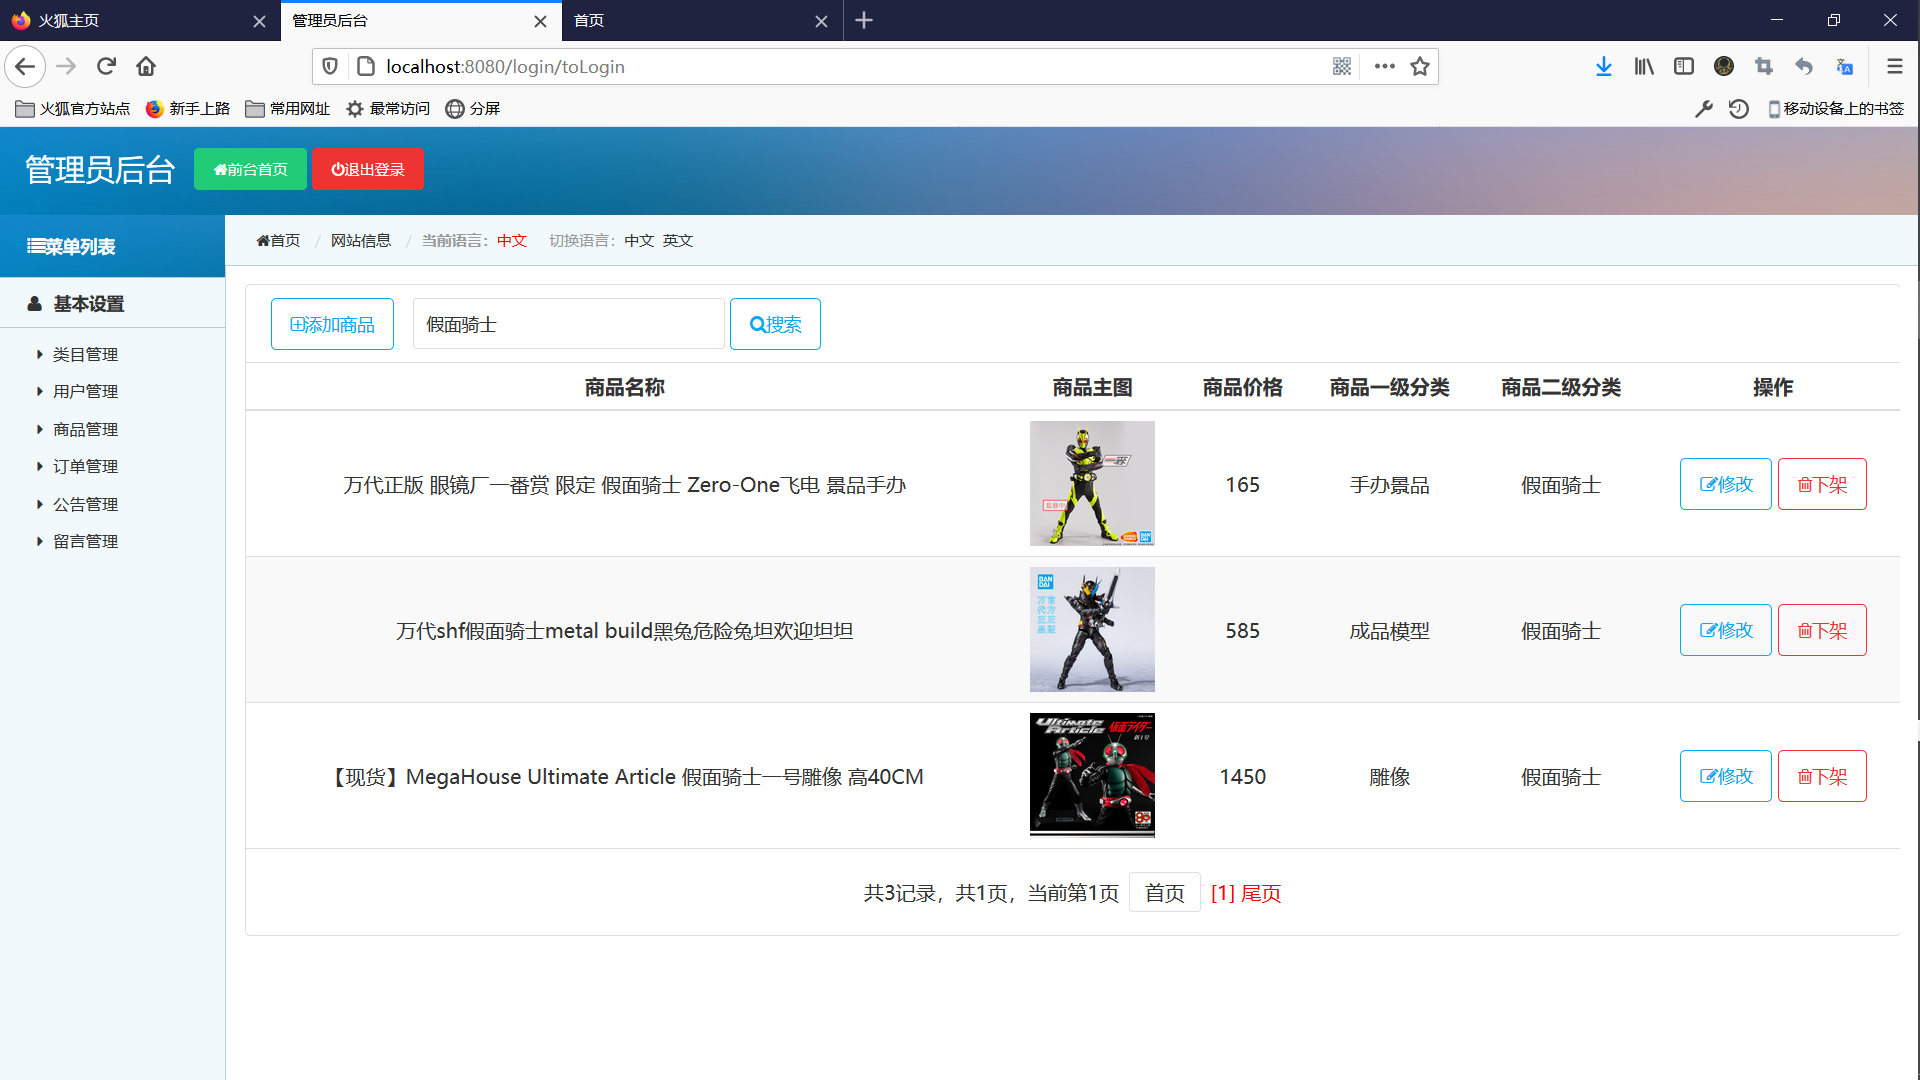 火狐主页
管理员后台
首页
localhost:8080/login/toLogin
火狐官方站点 新手上路 常用网址 最常访问 分屏 移动设备上的书签
管理员后台 前台首页 退出登录
菜单列表
首页 / 网站信息 / 当前语言：中文 切换语言：中文 英文
基本设置
类目管理
用户管理
商品管理
订单管理
公告管理
留言管理
添加商品 假面骑士 搜索
商品名称 商品主图 商品价格 商品一级分类 商品二级分类 操作
万代正版 眼镜厂一番赏 限定 假面骑士 Zero-One飞电 景品手办 165 手办景品 假面骑士 修改 下架
万代shf假面骑士metal build黑兔危险兔坦欢迎坦坦 585 成品模型 假面骑士 修改 下架
BAN
DAI
Ultimate
Article
仮面ライダー
【现货】MegaHouse Ultimate Article 假面骑士一号雕像 高40CM 1450 雕像 假面骑士 修改 下架
共3记录，共1页，当前第1页 首页 [1] 尾页